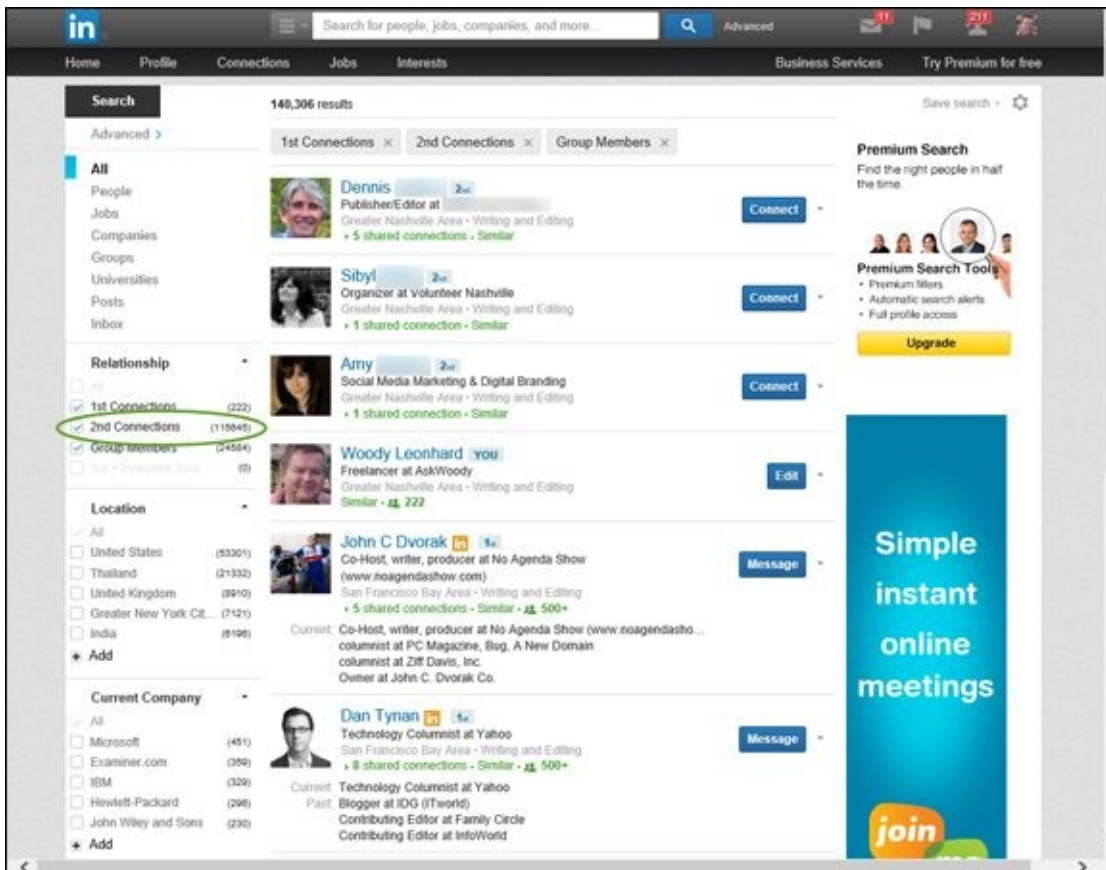 in
Search for people, jobs, companies, and more...
Advanced
11
211
Home Profile Connections Jobs Interests Business Services Try Premium for free
Search
Advanced >
All
People
Jobs
Companies
Groups
Universities
Posts
Inbox
Relationship
All
1st Connections (222)
2nd Connections (115645)
Group Members (24584)
3rd + Everyone Else (0)
Location
All
United States (53301)
Thailand (21332)
United Kingdom (8910)
Greater New York Cit... (7121)
India (6196)
+ Add
Current Company
All
Microsoft (451)
Examiner.com (359)
IBM (329)
Hewlett-Packard (296)
John Wiley and Sons (230)
+ Add
140,306 results
1st Connections × 2nd Connections × Group Members ×
Dennis 2nd
Publisher/Editor at
Greater Nashville Area • Writing and Editing
5 shared connections • Similar
Connect
Sibyl 2nd
Organizer at Volunteer Nashville
Greater Nashville Area • Writing and Editing
1 shared connection • Similar
Connect
Amy 2nd
Social Media Marketing & Digital Branding
Greater Nashville Area • Writing and Editing
1 shared connection • Similar
Connect
Woody Leonhard YOU
Freelancer at AskWoody
Greater Nashville Area • Writing and Editing
Similar • 222
Edit
John C Dvorak in 1st
Co-Host, writer, producer at No Agenda Show
(www.noagendashow.com)
San Francisco Bay Area • Writing and Editing
5 shared connections • Similar • 500+
Message
Current Co-Host, writer, producer at No Agenda Show (www.noagendasho...
columnist at PC Magazine, Bug, A New Domain
columnist at Ziff Davis, Inc.
Owner at John C. Dvorak Co.
Dan Tynan in 1st
Technology Columnist at Yahoo
San Francisco Bay Area • Writing and Editing
8 shared connections • Similar • 500+
Message
Current Technology Columnist at Yahoo
Past Blogger at IDG (ITworld)
Contributing Editor at Family Circle
Contributing Editor at InfoWorld
Save search
Premium Search
Find the right people in half
the time.
Premium Search Tools
• Premium filters
• Automatic search alerts
• Full profile access
Upgrade
Simple
instant
online
meetings
join
me